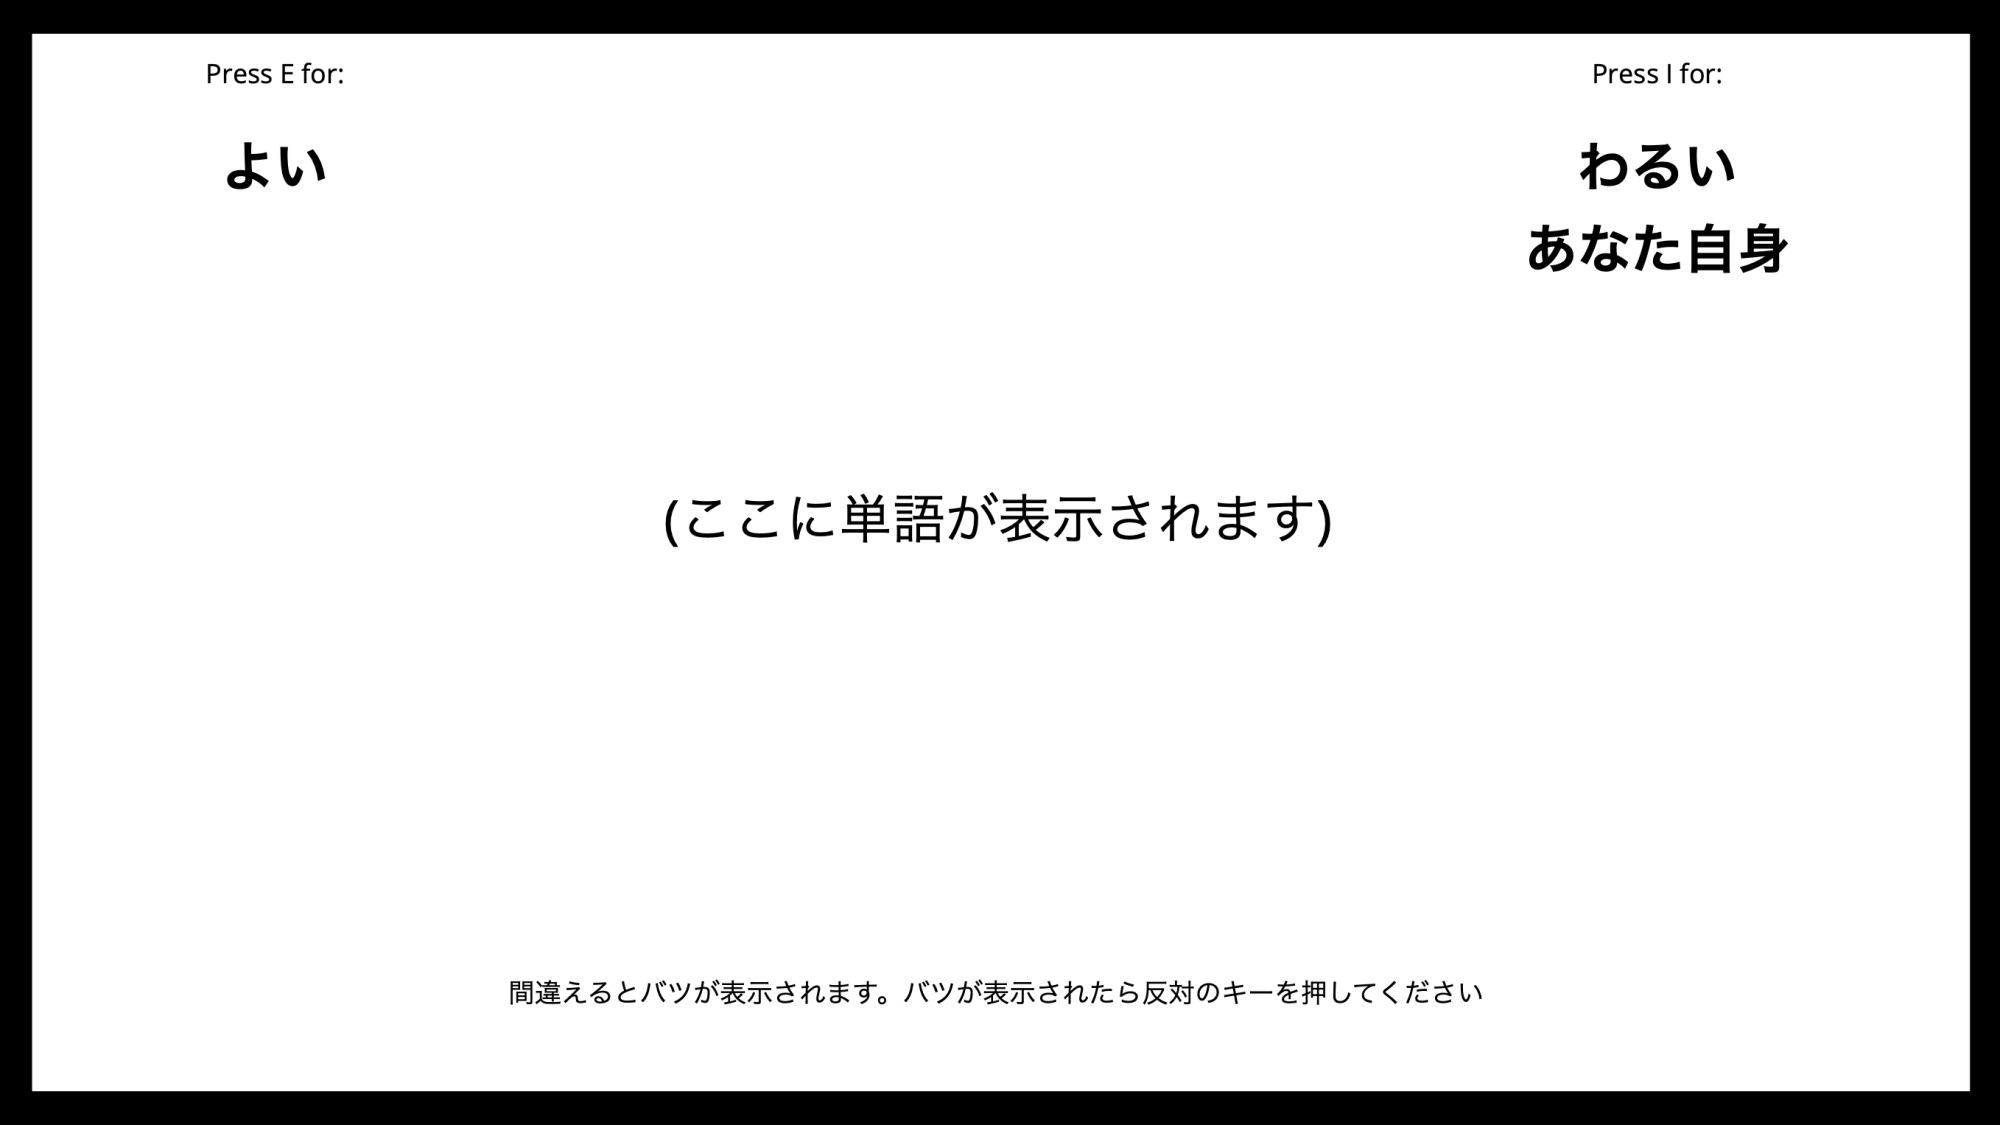 Press E for:
よい
Press I for:
わるい
あなた自身
(ここに単語が表示されます)
間違えるとバツが表示されます。バツが表示されたら反対のキーを押してください